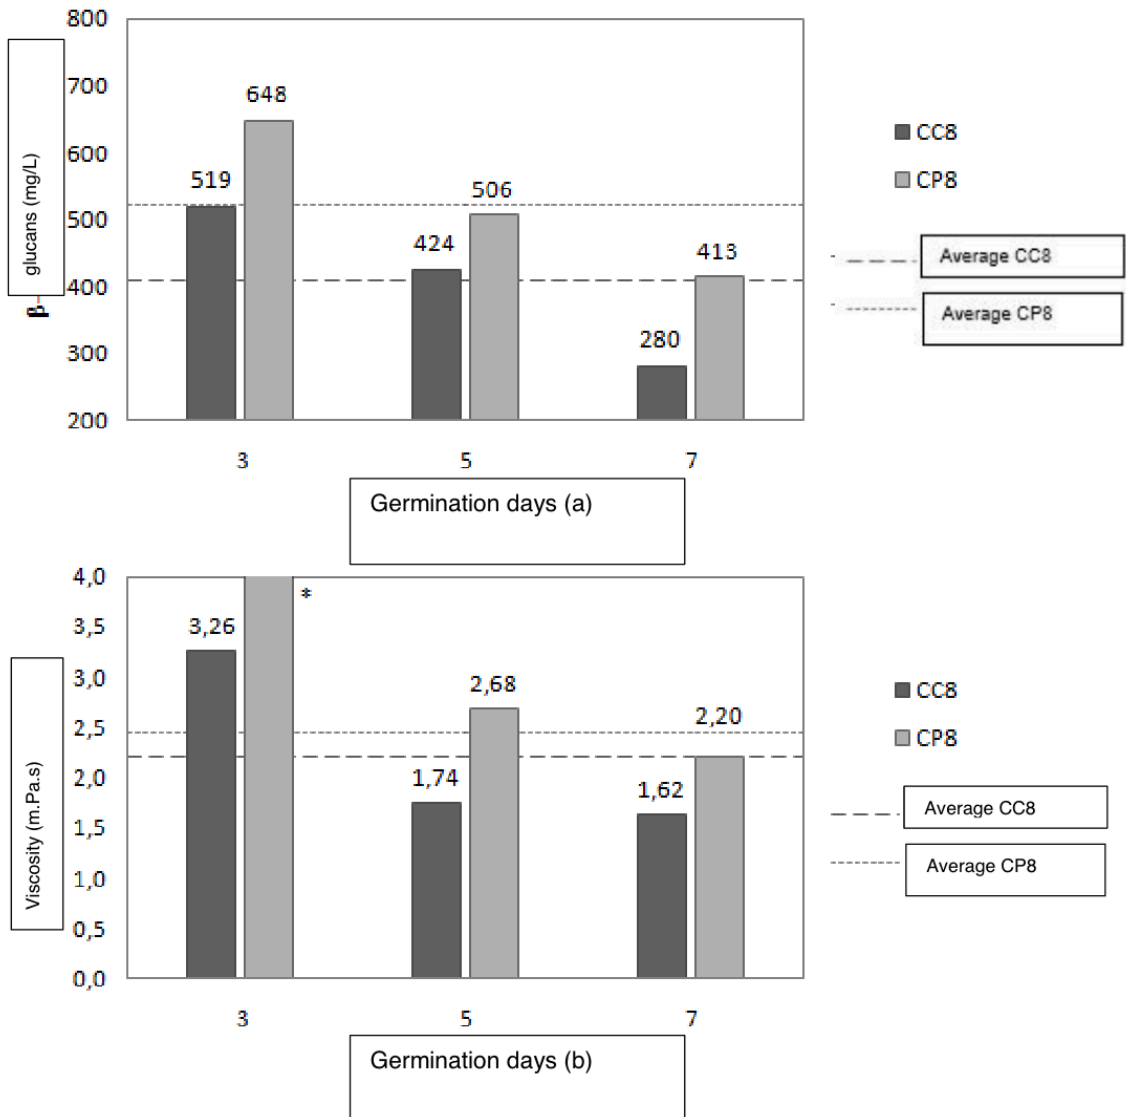 800
700
600
500
400
300
200
β
glucans (mg/L)
648
519
506
424
413
280
3 5 7
Germination days (a)
CC8
CP8
Average CC8
Average CP8
4,0
3,5
3,0
2,5
2,0
1,5
1,0
0,5
0,0
Viscosity (m.Pa.s)
*
3,26
2,68
2,20
1,74
1,62
3 5 7
Germination days (b)
CC8
CP8
Average CC8
Average CP8